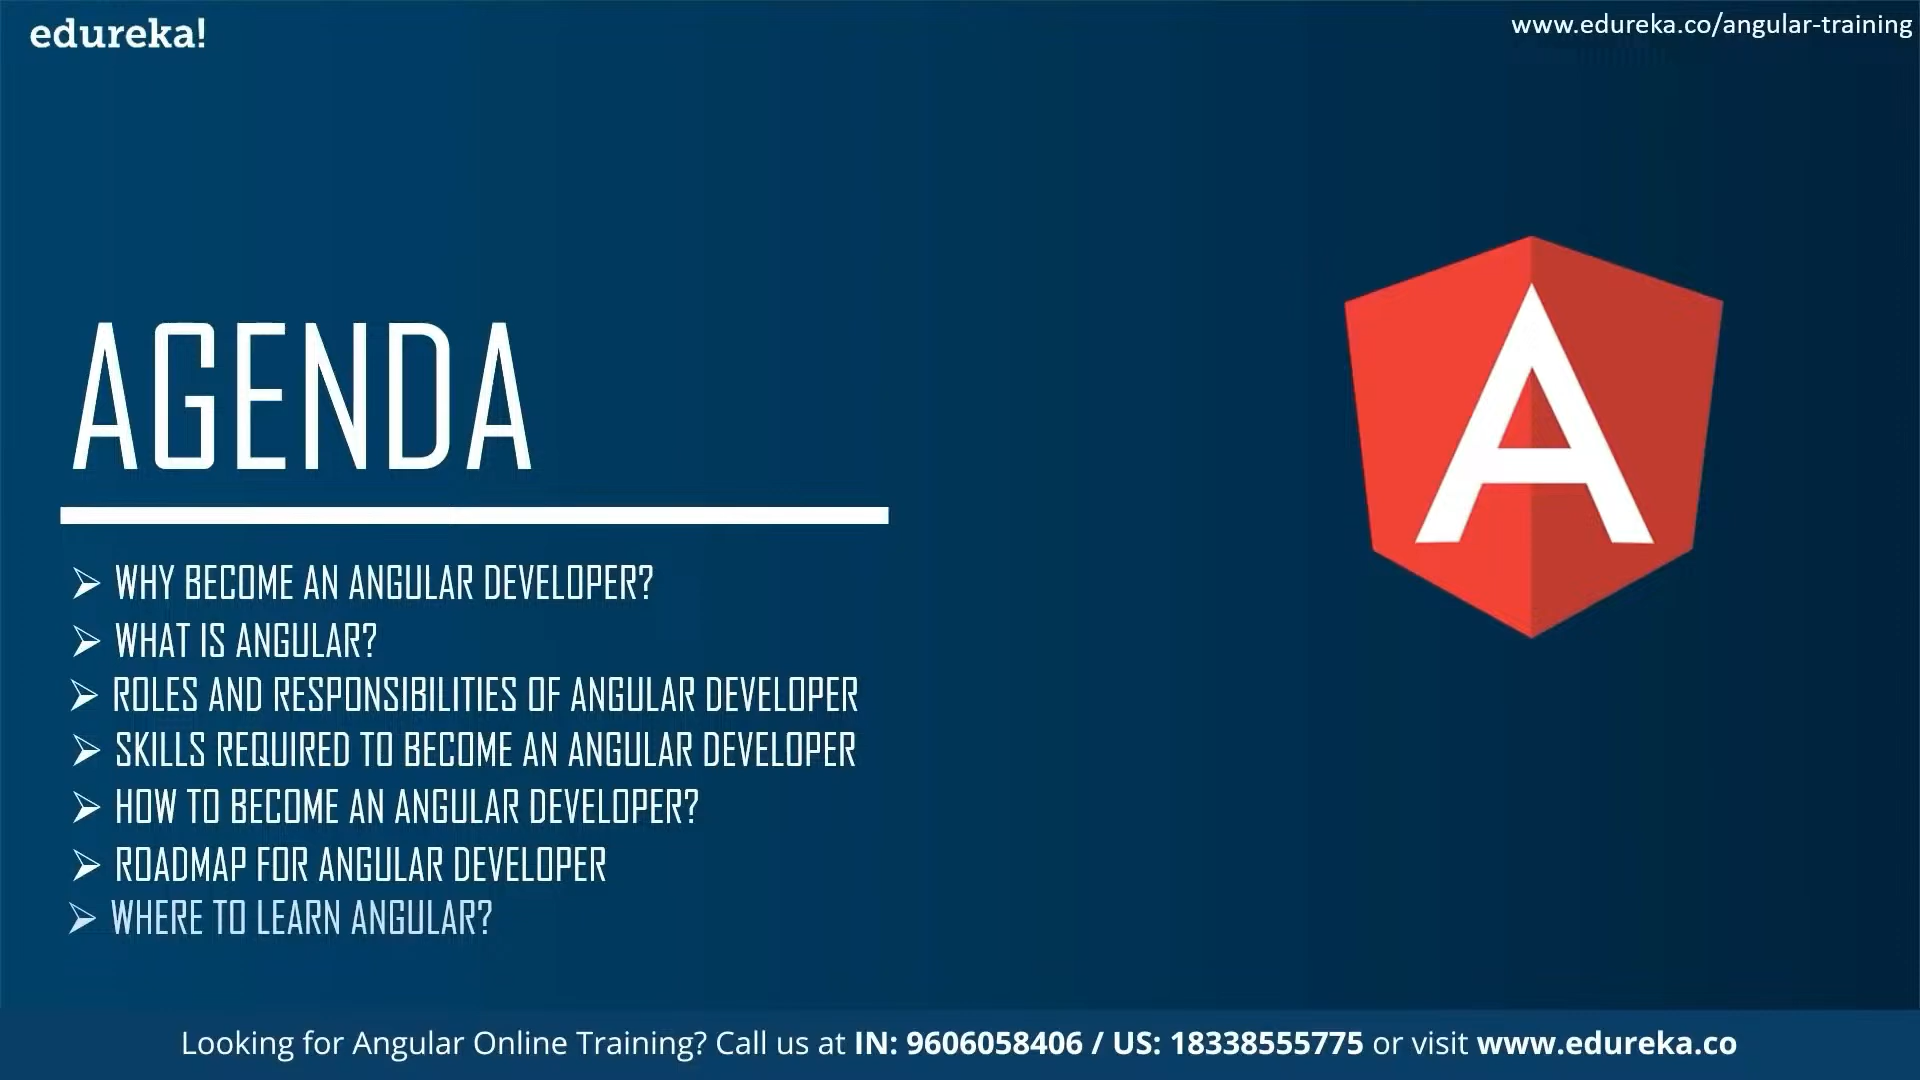 edureka!
www.edureka.co/angular-training
AGENDA
➢ WHY BECOME AN ANGULAR DEVELOPER?
➢ WHAT IS ANGULAR?
➢ ROLES AND RESPONSIBILITIES OF ANGULAR DEVELOPER
➢ SKILLS REQUIRED TO BECOME AN ANGULAR DEVELOPER
➢ HOW TO BECOME AN ANGULAR DEVELOPER?
➢ ROADMAP FOR ANGULAR DEVELOPER
➢ WHERE TO LEARN ANGULAR?
A
Looking for Angular Online Training? Call us at IN: 9606058406 / US: 18338555775 or visit www.edureka.co